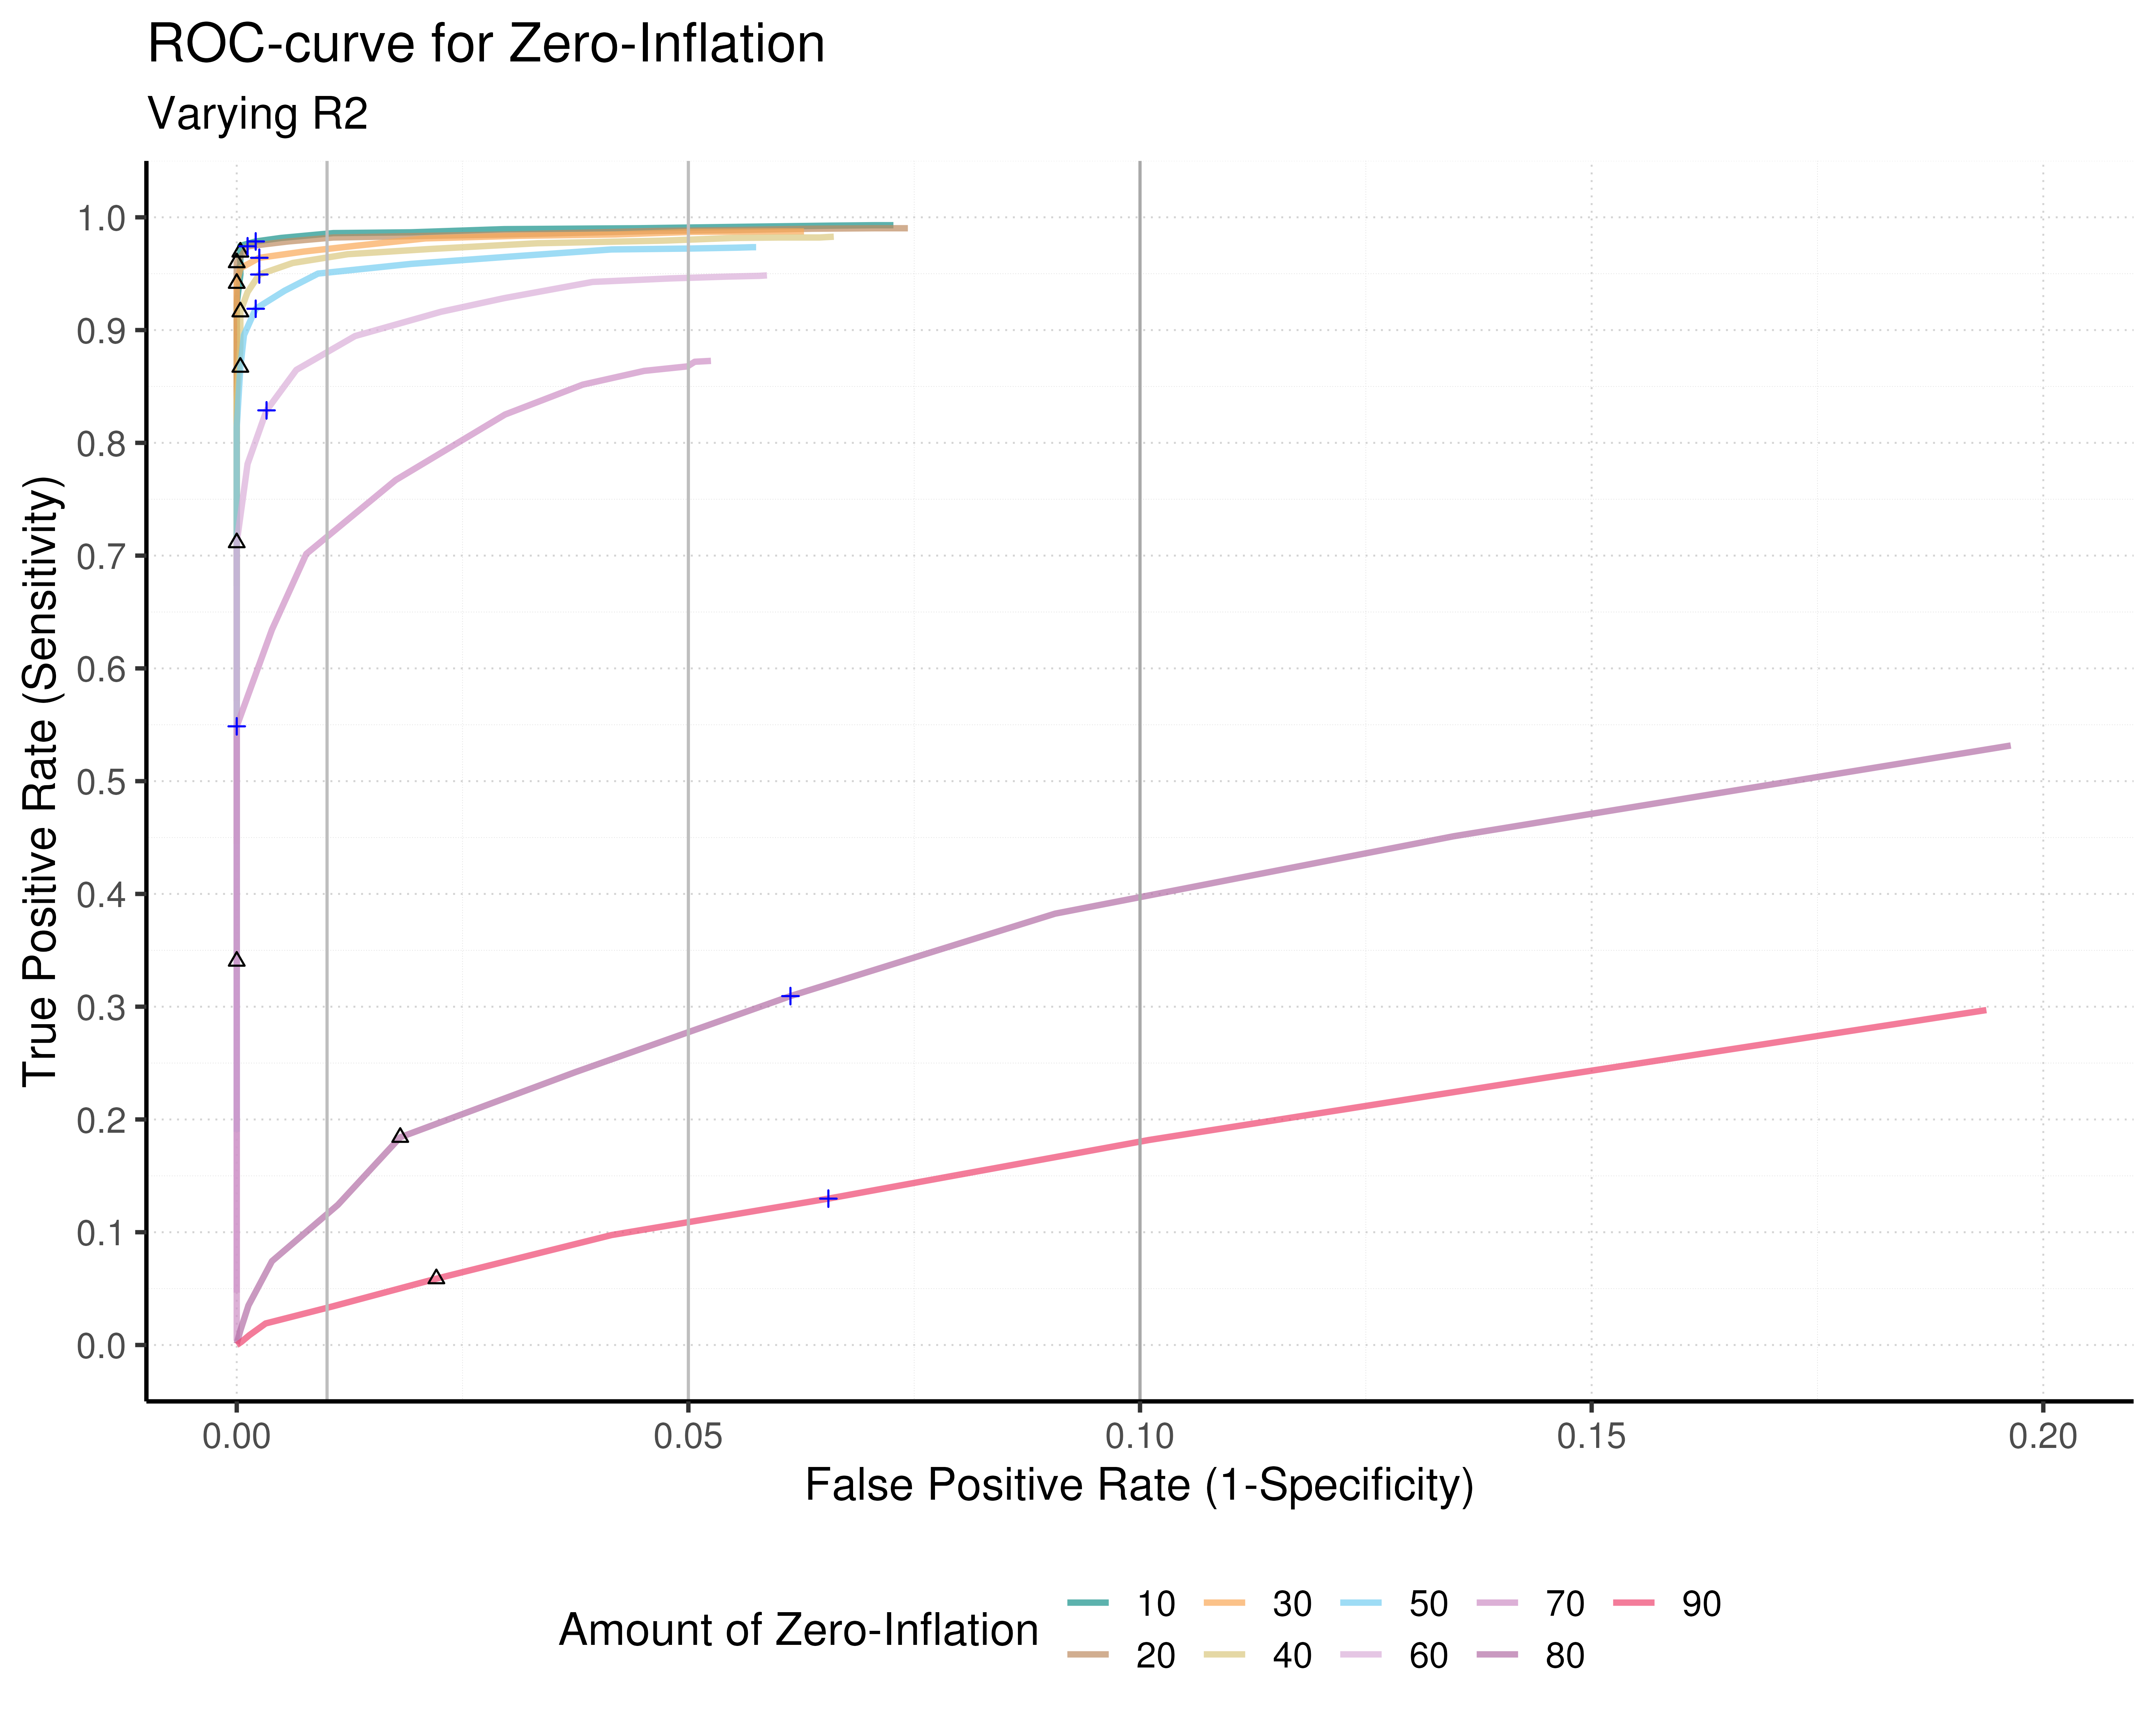 ROC-curve for Zero-Inflation
Varying R2
True Positive Rate (Sensitivity)
1.0
0.9
0.8
0.7
0.6
0.5
0.4
0.3
0.2
0.1
0.0
0.00 0.05 0.10 0.15 0.20
False Positive Rate (1-Specificity)
Amount of Zero-Inflation
10 30 50 70 90
20 40 60 80